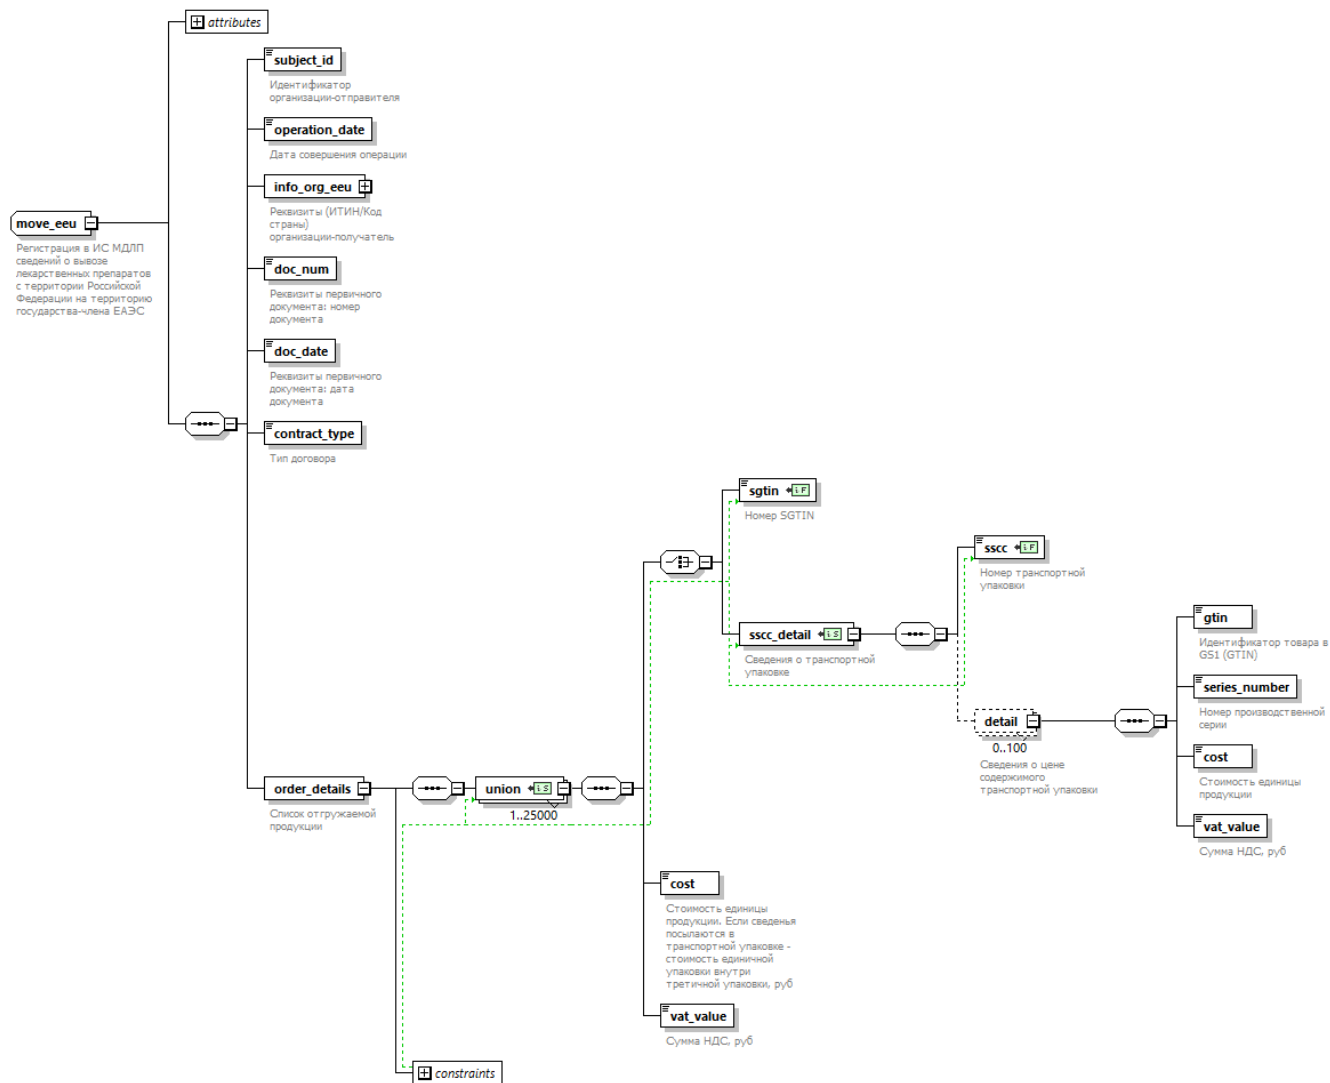 attributes
subject_id
Идентификатор
организации-отправителя
operation_date
Дата совершения операции
info_org_eeu
Реквизиты (ИТИН/Код
страны)
организации-получатель
move_eeu
Регистрация в ИС МДЛП
сведений о вывозе
лекарственных препаратов
с территории Российской
Федерации на территорию
государства-члена ЕАЭС
doc_num
Реквизиты первичного
документа: номер
документа
doc_date
Реквизиты первичного
документа: дата
документа
contract_type
Тип договора
sgtin
Номер SGTIN
sscc
Номер транспортной
упаковки
sscc_detail
Сведения о транспортной
упаковке
gtin
Идентификатор товара в
GS1 (GTIN)
series_number
Номер производственной
серии
detail
0..100
Сведения о цене
содержимого
транспортной упаковки
cost
Стоимость единицы
продукции
vat_value
Сумма НДС, руб
order_details
Список отгружаемой
продукции
union
1..25000
cost
Стоимость единицы
продукции. Если сведенья
посылаются в
транспортной упаковке -
стоимость единичной
упаковки внутри
третичной упаковки, руб
vat_value
Сумма НДС, руб
constraints